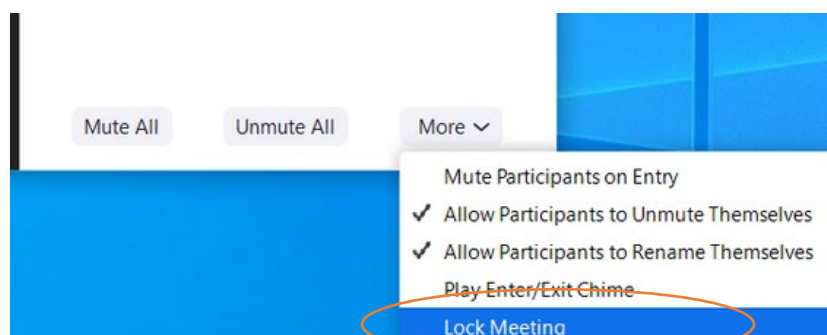 Mute All Unmute All More
Mute Participants on Entry
Allow Participants to Unmute Themselves
Allow Participants to Rename Themselves
Play Enter/Exit Chime
Lock Meeting